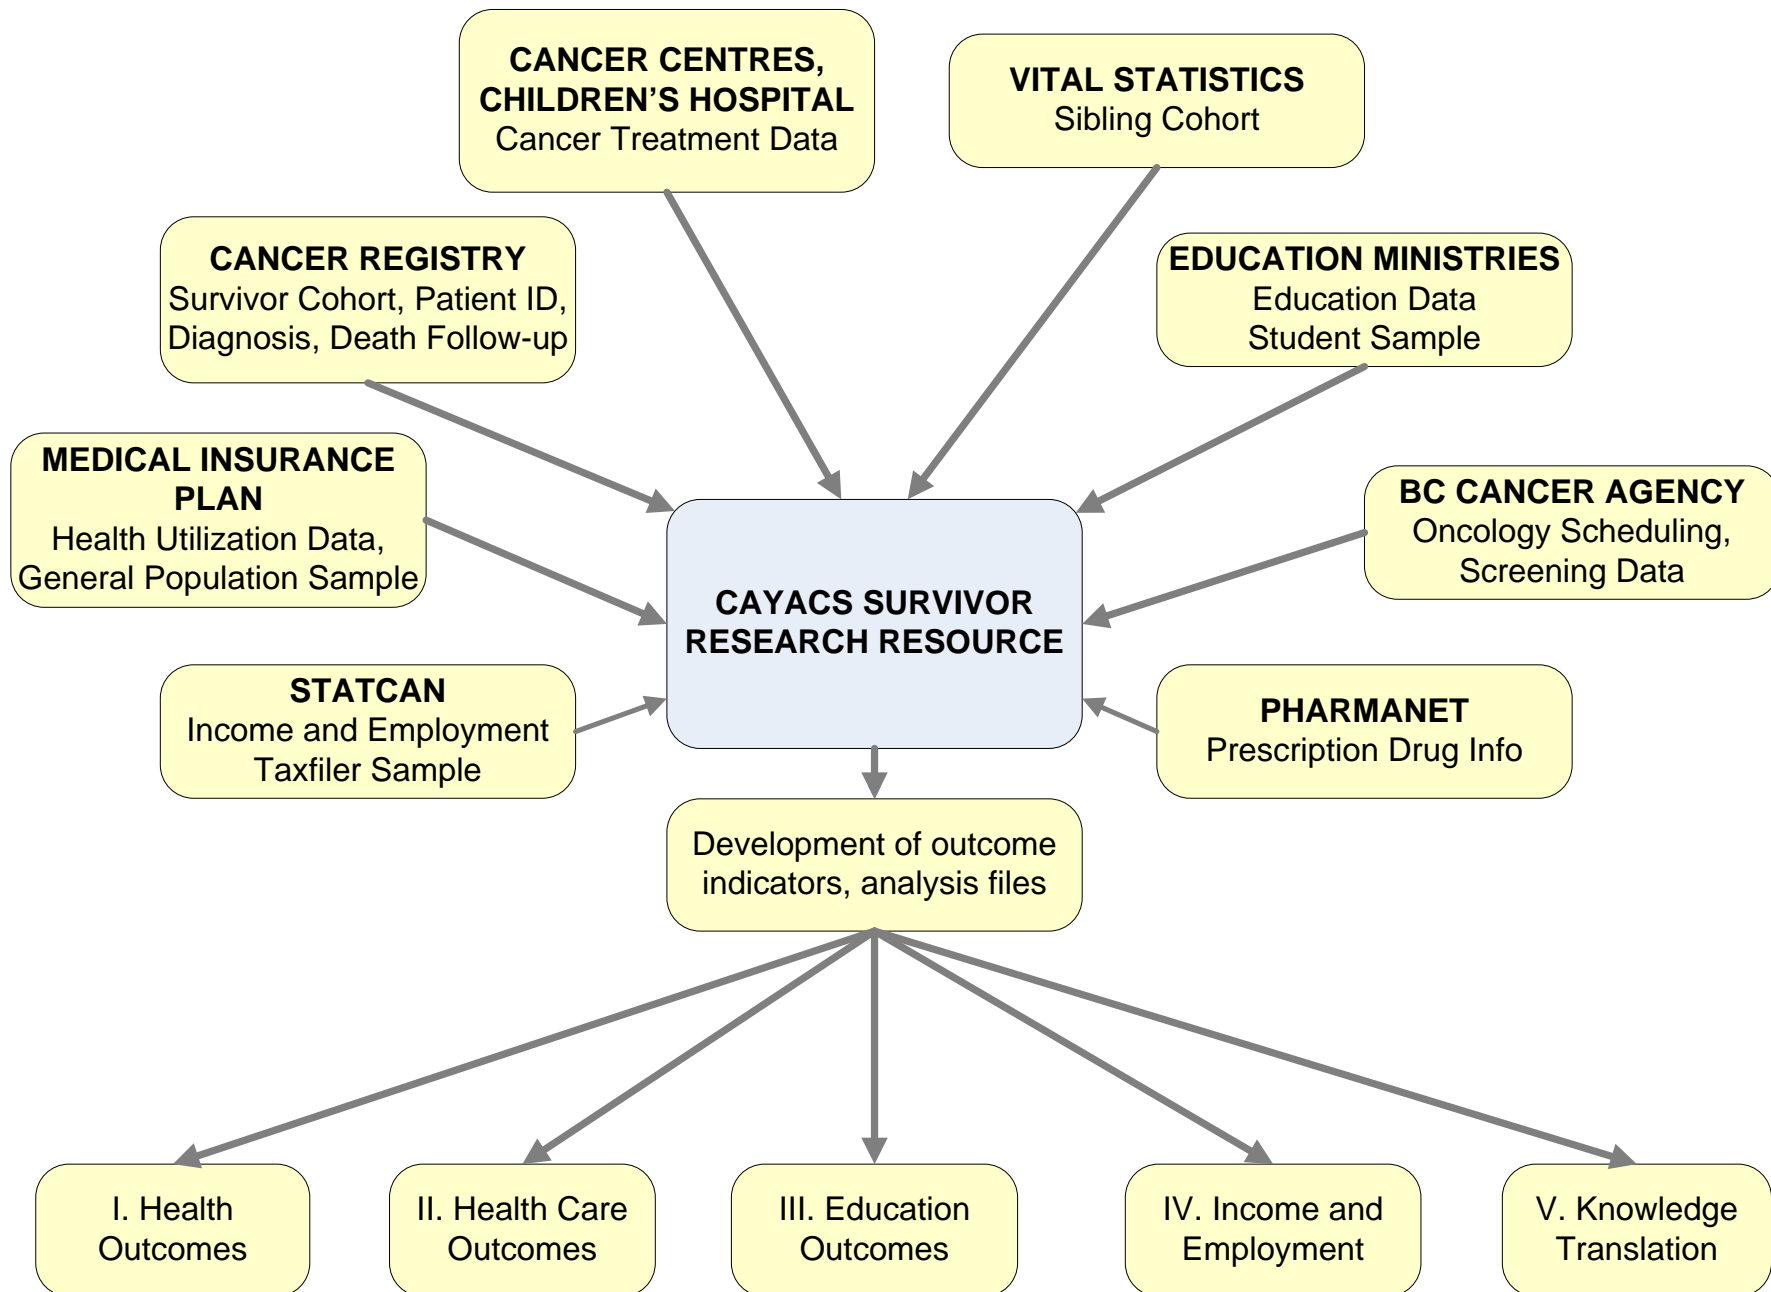 CANCER CENTRES,
CHILDREN'S HOSPITAL
Cancer Treatment Data
VITAL STATISTICS
Sibling Cohort
CANCER REGISTRY
Survivor Cohort, Patient ID,
Diagnosis, Death Follow-up
EDUCATION MINISTRIES
Education Data
Student Sample
MEDICAL INSURANCE
PLAN
Health Utilization Data,
General Population Sample
BC CANCER AGENCY
Oncology Scheduling,
Screening Data
CAYACS SURVIVOR
RESEARCH RESOURCE
STATCAN
Income and Employment
Taxfiler Sample
PHARMANET
Prescription Drug Info
Development of outcome
indicators, analysis files
I. Health
Outcomes
II. Health Care
Outcomes
III. Education
Outcomes
IV. Income and
Employment
V. Knowledge
Translation